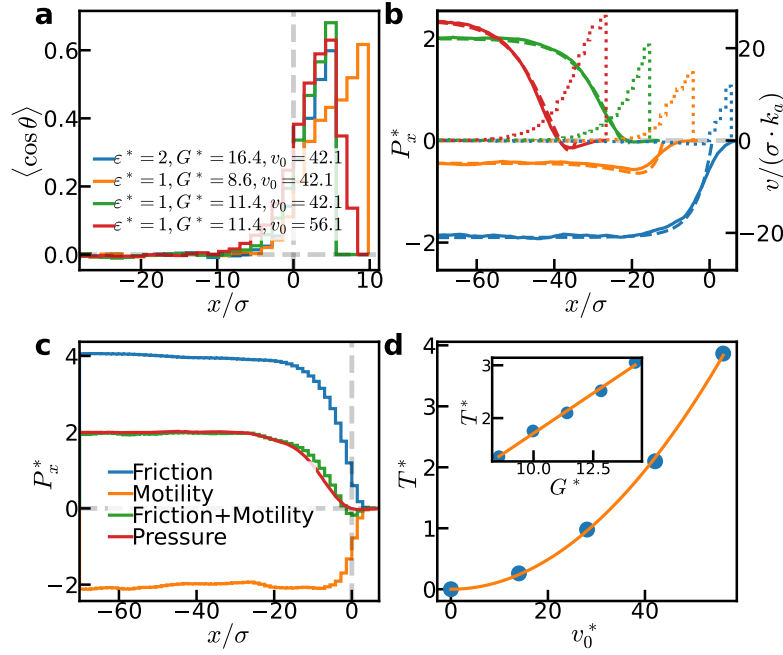 a
0.6
0.4
0.2
0.0
⟨cos θ⟩
ε* = 2, G* = 16.4, v₀ = 42.1
ε* = 1, G* = 8.6, v₀ = 42.1
ε* = 1, G* = 11.4, v₀ = 42.1
ε* = 1, G* = 11.4, v₀ = 56.1
−20 −10 0 10
x/σ
b
2
0
−2
P*ₓ
20
0
−20
v/(σ · kₐ)
−60 −40 −20 0
x/σ
c
4
2
0
−2
P*ₓ
Friction
Motility
Friction+Motility
Pressure
−60 −40 −20 0
x/σ
d
4
3
2
1
0
T*
3
2
T*
10.0 12.5
G*
0 20 40
v*₀